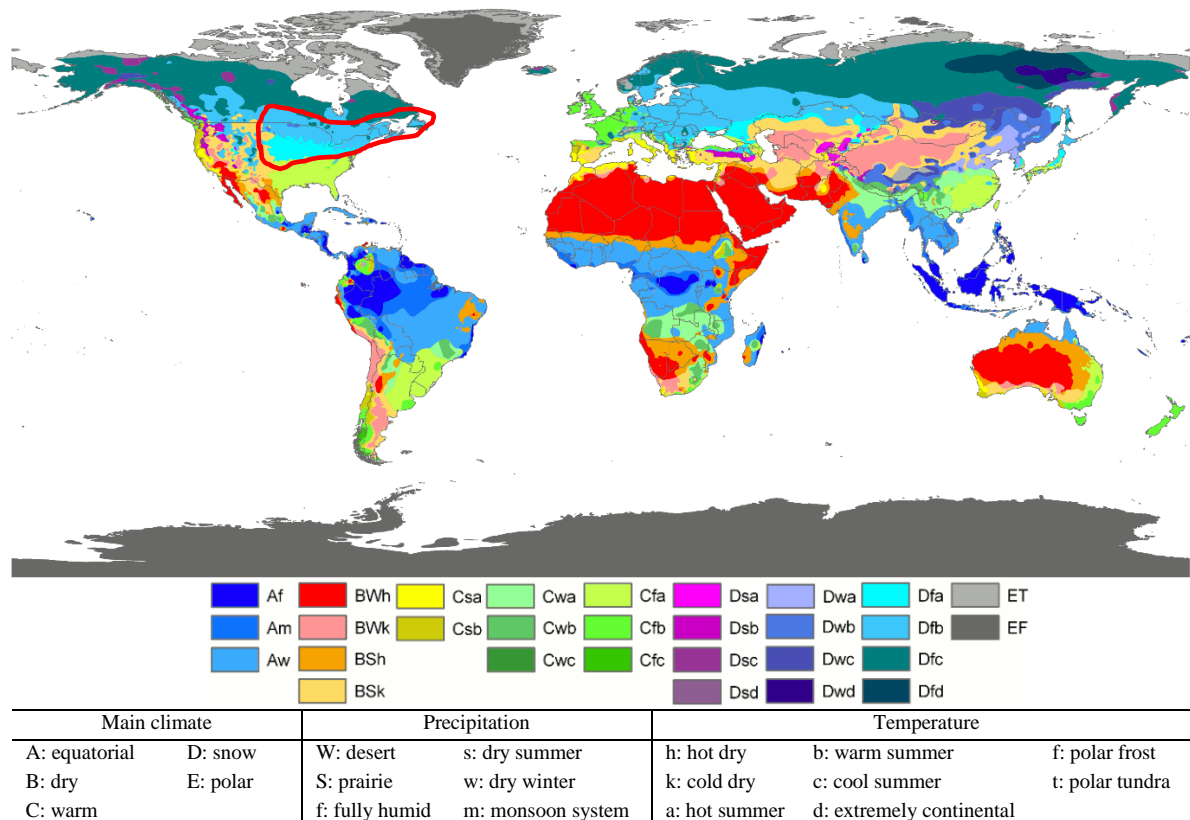 Af BWh Csa Cwa Cfa Dsa Dwa Dfa ET
Am BWk Csb Cwb Cfb Dsb Dwb Dfb EF
Aw BSh Cwc Cfc Dsc Dwc Dfc
BSk Dsd Dwd Dfd
Main climate Precipitation Temperature
A: equatorial D: snow W: desert s: dry summer h: hot dry b: warm summer f: polar frost
B: dry E: polar S: prairie w: dry winter k: cold dry c: cool summer t: polar tundra
C: warm f: fully humid m: monsoon system a: hot summer d: extremely continental